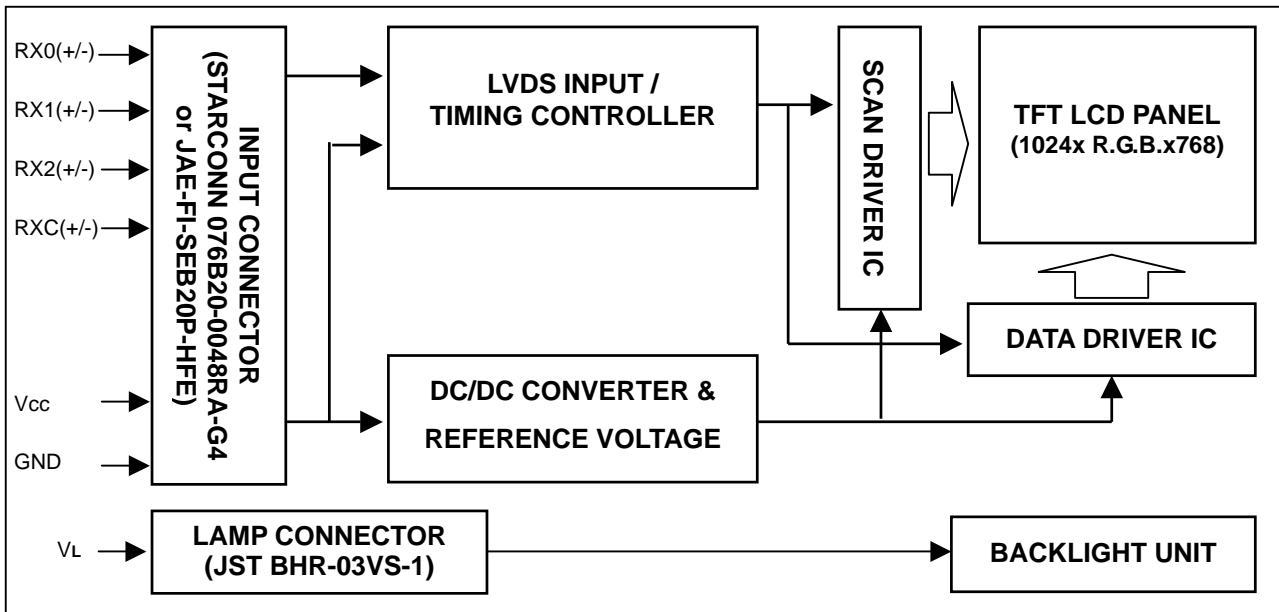 RX0(+/-)
RX1(+/-)
RX2(+/-)
RXC(+/-)
Vcc
GND
INPUT CONNECTOR
(STARCONN 076B20-0048RA-G4
or JAE-FI-SEB20P-HFE)
LVDS INPUT /
TIMING CONTROLLER
SCAN DRIVER IC
TFT LCD PANEL
(1024x R.G.B.x768)
DATA DRIVER IC
DC/DC CONVERTER &
REFERENCE VOLTAGE
VL
LAMP CONNECTOR
(JST BHR-03VS-1)
BACKLIGHT UNIT